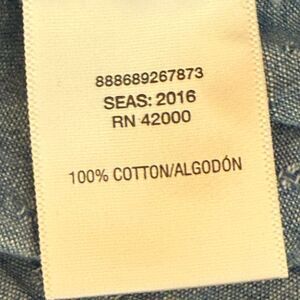 888689267873
SEAS: 2016
RN 42000
100% COTTON/ALGODÓN